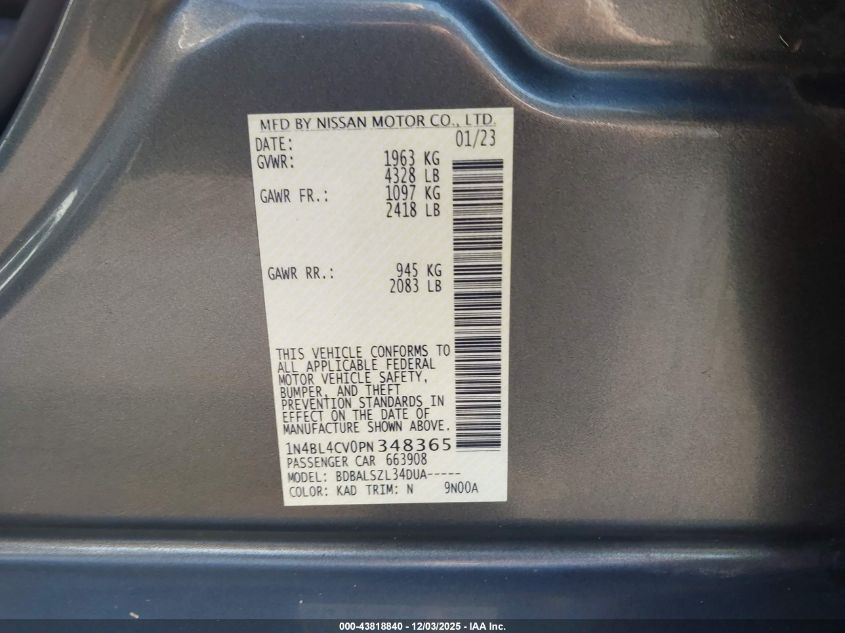 MFD BY NISSAN MOTOR CO., LTD.
DATE: 01/23
GVWR: 1963 KG
4328 LB
GAWR FR.: 1097 KG
2418 LB
GAWR RR.: 945 KG
2083 LB
THIS VEHICLE CONFORMS TO
ALL APPLICABLE FEDERAL
MOTOR VEHICLE SAFETY,
BUMPER, AND THEFT
PREVENTION STANDARDS IN
EFFECT ON THE DATE OF
MANUFACTURE SHOWN ABOVE.
1N4BL4CV0PN348365
PASSENGER CAR 663908
MODEL: BDBALSZL34DUA-----
COLOR: KAD TRIM: N 9N00A
000-43818840 - 12/03/2025 - IAA Inc.